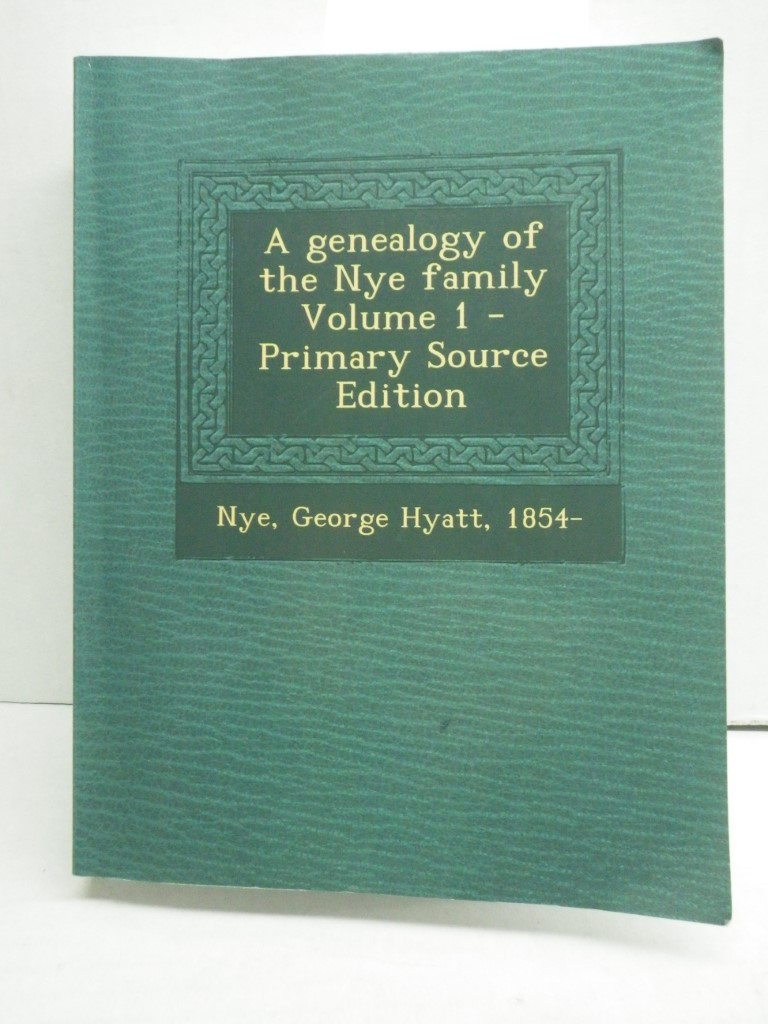 A genealogy of
the Nye family
Volume 1 -
Primary Source
Edition
Nye, George Hyatt, 1854-